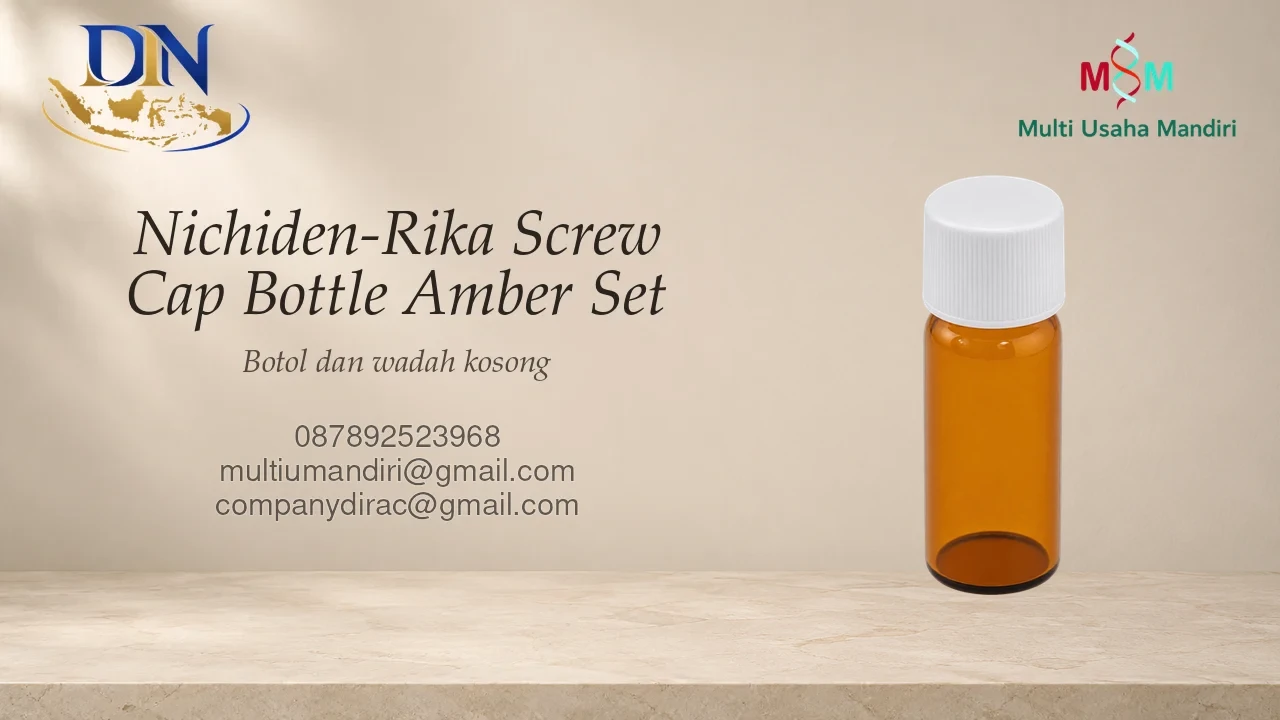 DN
M M
Multi Usaha Mandiri
Nichiden-Rika Screw
Cap Bottle Amber Set
Botol dan wadah kosong
087892523968
multiumandiri@gmail.com
companydirac@gmail.com